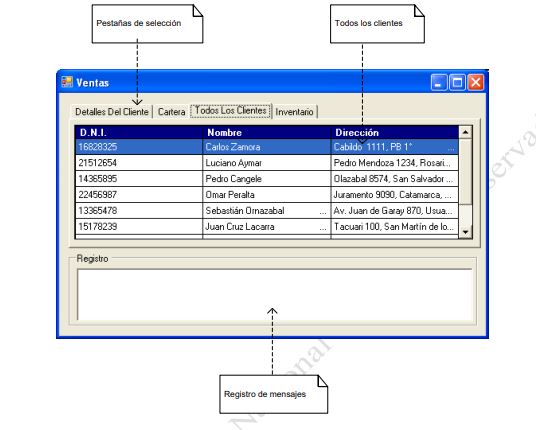 Pestañas de selección
Todos los clientes
Ventas
Detalles Del Cliente Cartera Todos Los Clientes Inventario
D.N.I. Nombre Dirección
16828325 Carlos Zamora Cabildo 1111, PB 1° ...
21512654 Luciano Aymar Pedro Mendoza 1234, Rosari...
14365895 Pedro Cangele Olazabal 8574, San Salvador ...
22456987 Omar Peralta Juramento 9090, Catamarca, ...
13365478 Sebastián Ornazabal ... Av. Juan de Garay 870, Usua...
15178239 Juan Cruz Lacarra ... Tacuari 100, San Martín de lo...
Registro
Registro de mensajes